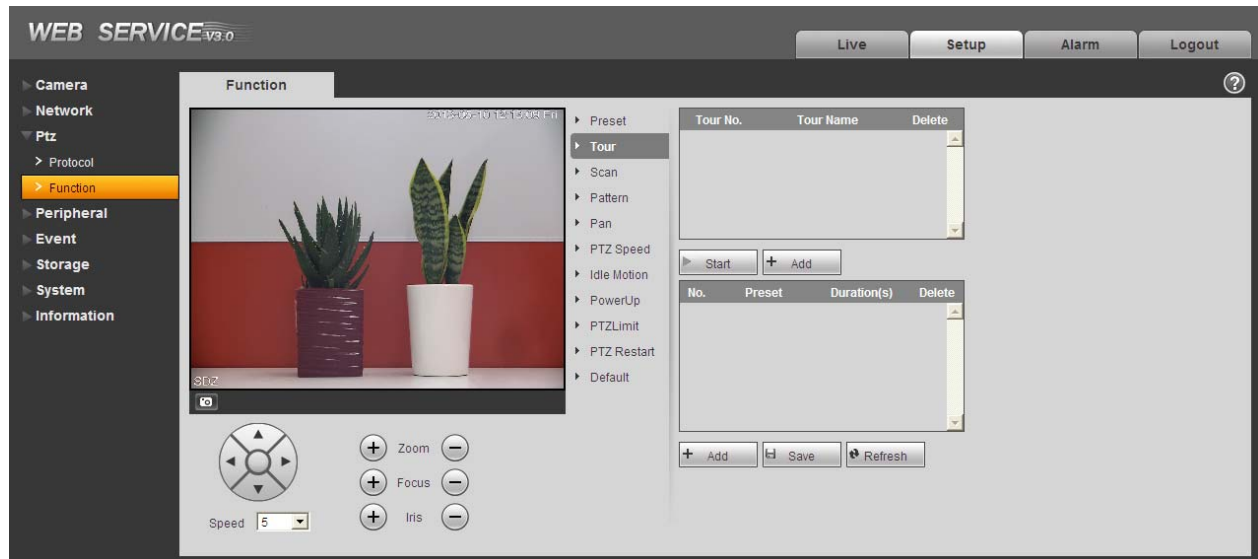 WEB SERVICE V3.0
Live
Setup
Alarm
Logout
Camera
Network
Ptz
Protocol
Function
Peripheral
Event
Storage
System
Information
Function
?
SDZ
Zoom
Focus
Iris
Speed 5
Preset
Tour
Scan
Pattern
Pan
PTZ Speed
Idle Motion
PowerUp
PTZLimit
PTZ Restart
Default
Tour No. Tour Name Delete
Start
+ Add
No. Preset Duration(s) Delete
+ Add
Save
Refresh